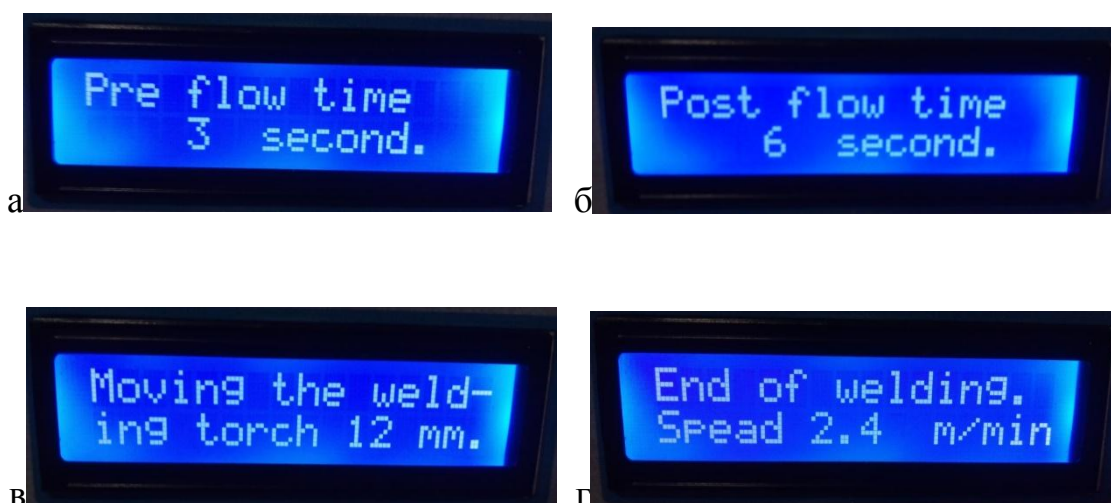 Pre flow time
3 second.
а
Post flow time
6 second.
б
Moving the weld-
ing torch 12 mm.
в
End of welding.
Spead 2.4 m/min
г